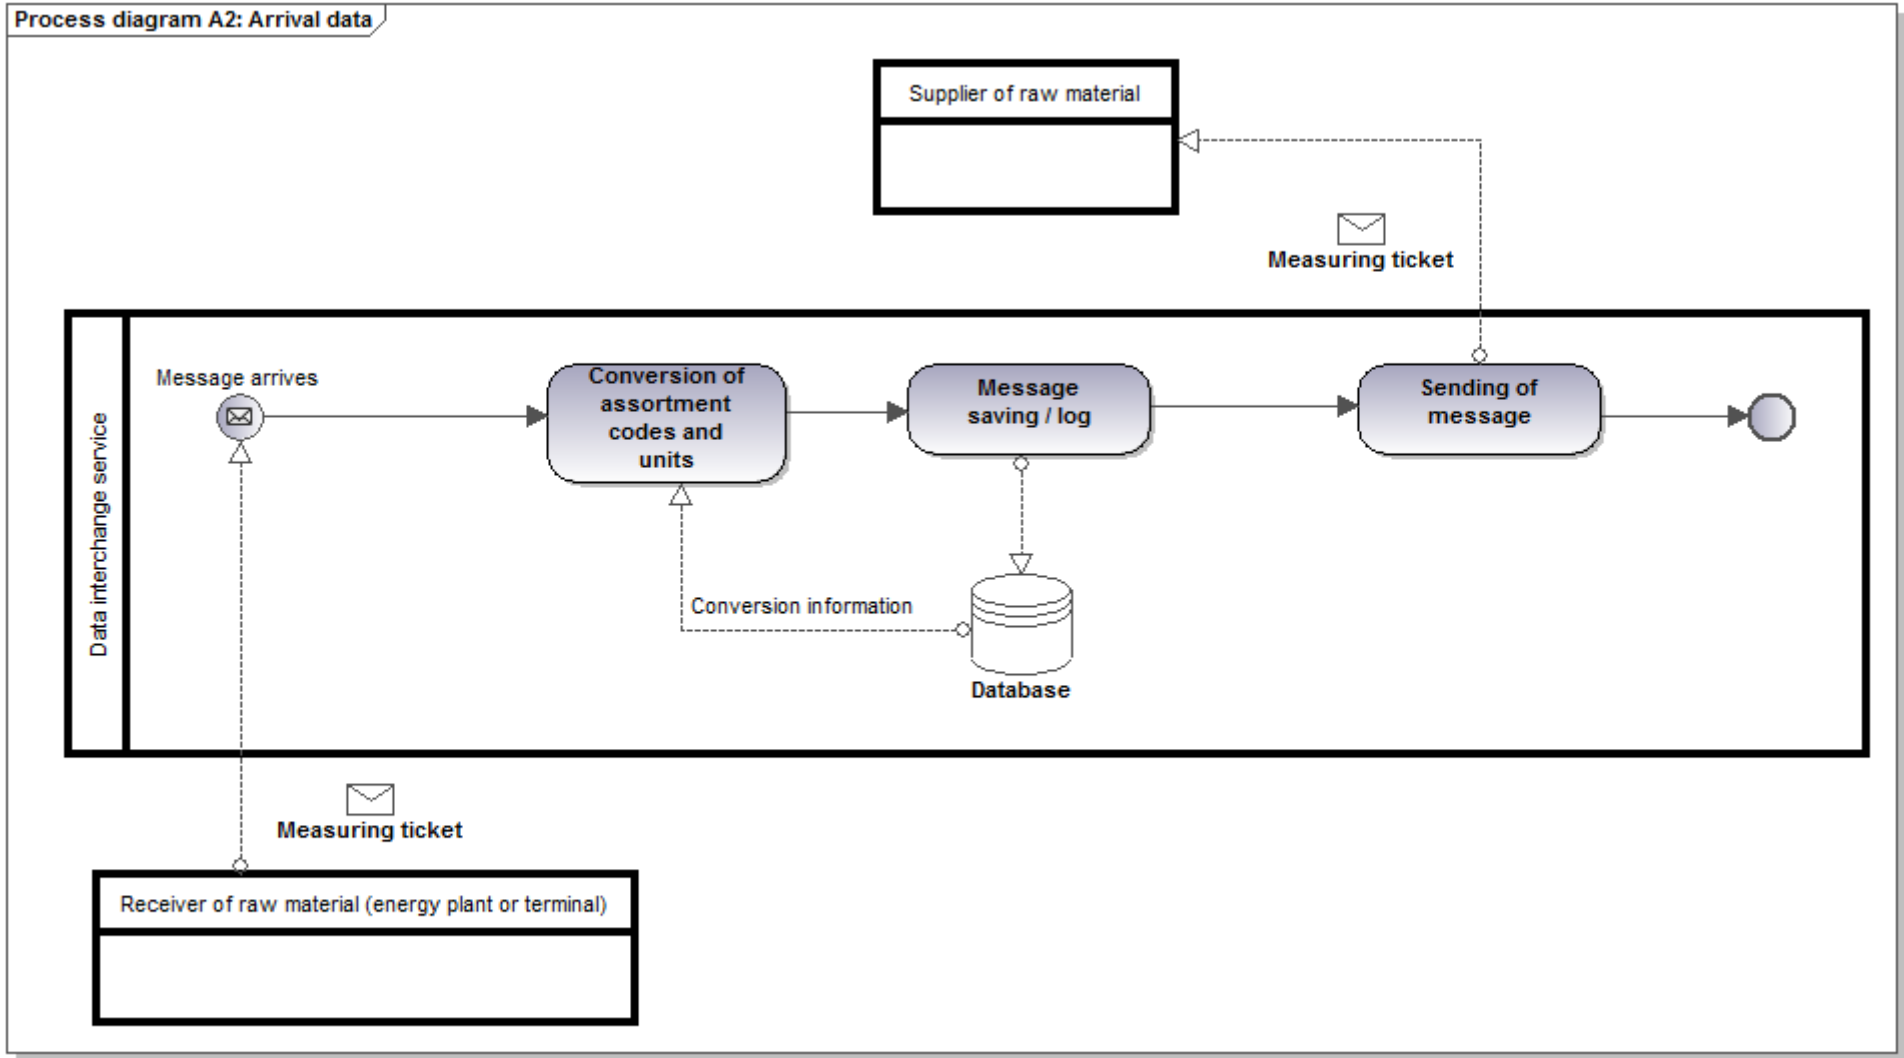 Process diagram A2: Arrival data
Supplier of raw material
Measuring ticket
Data interchange service
Message arrives
Conversion of
assortment
codes and
units
Message
saving / log
Sending of
message
Conversion information
Database
Measuring ticket
Receiver of raw material (energy plant or terminal)